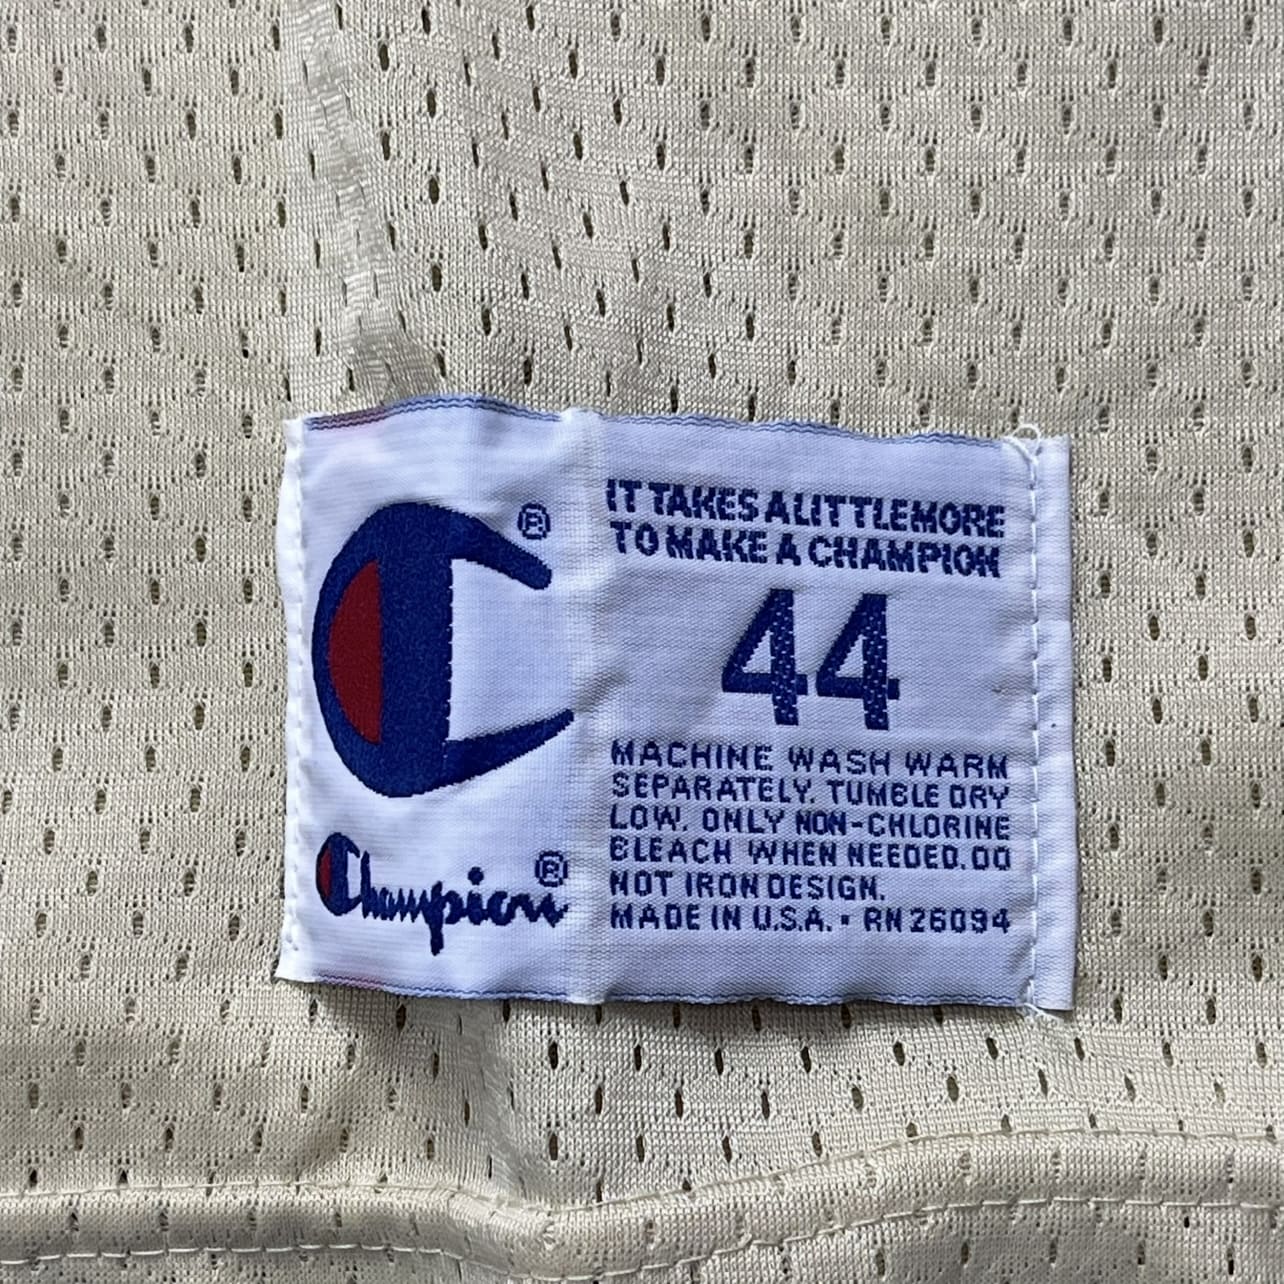 ®
Champion®
IT TAKES A LITTLE MORE
TO MAKE A CHAMPION
44
MACHINE WASH WARM
SEPARATELY. TUMBLE DRY
LOW. ONLY NON-CHLORINE
BLEACH WHEN NEEDED. DO
NOT IRON DESIGN.
MADE IN U.S.A. • RN 26094